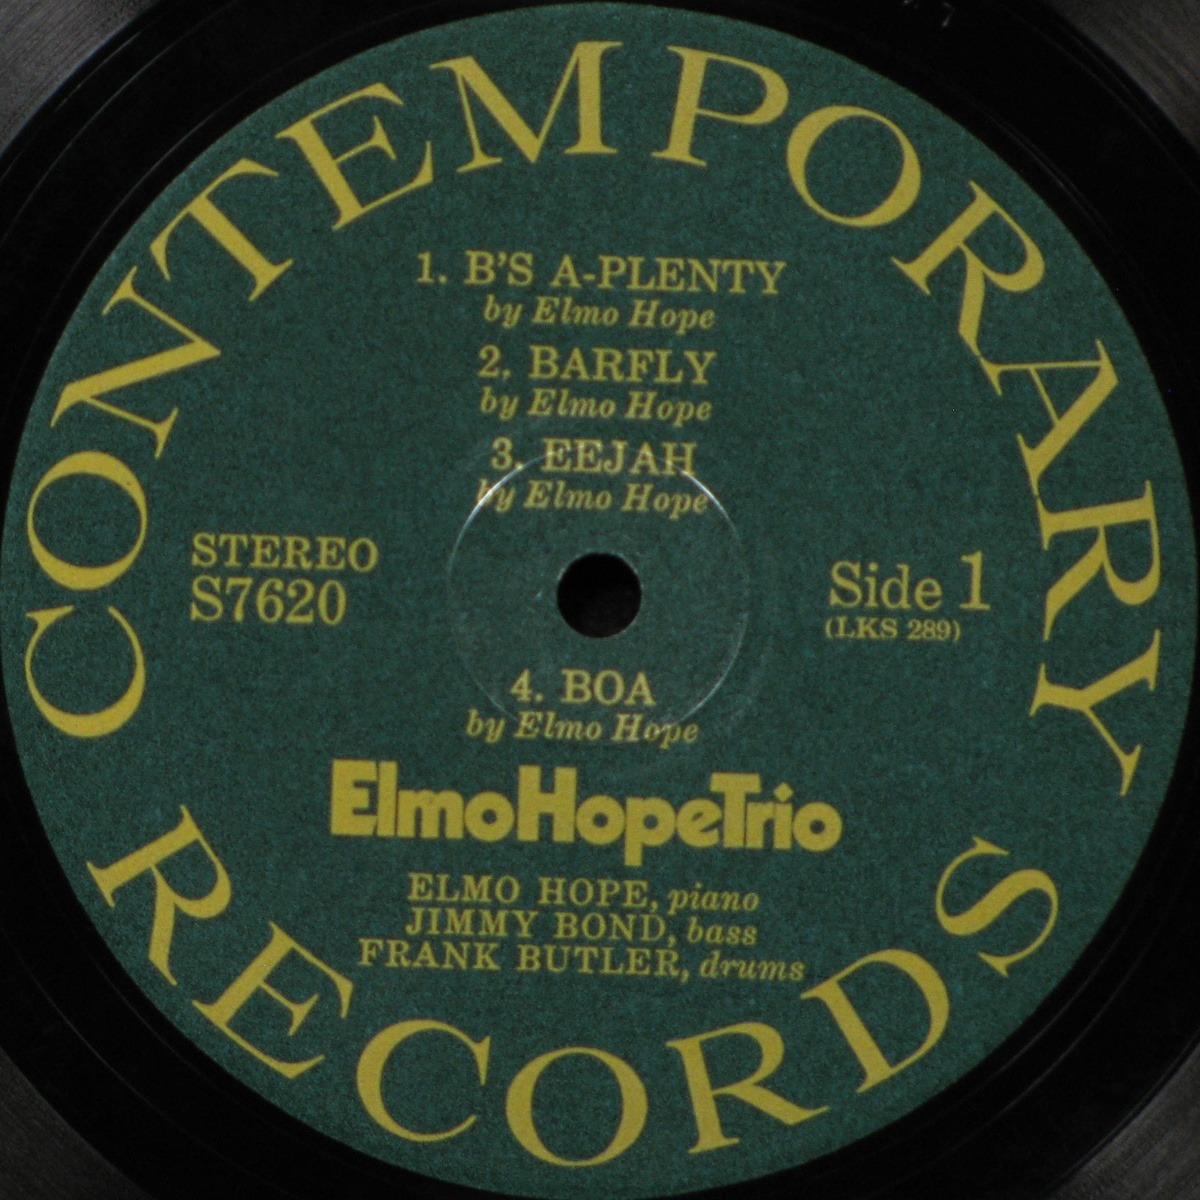 CONTEMPORARY
1. B'S A-PLENTY
by Elmo Hope
2. BARFLY
by Elmo Hope
3. EEJAH
by Elmo Hope
STEREO
S7620
Side 1
(LKS 289)
4. BOA
by Elmo Hope
ElmoHopeTrio
ELMO HOPE, piano
JIMMY BOND, bass
FRANK BUTLER, drums
RECORDS